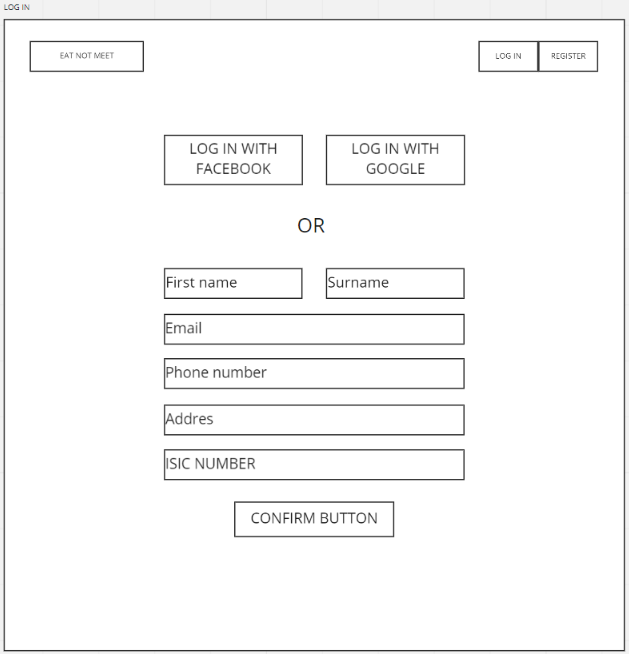 LOG IN
EAT NOT MEET
LOG IN
REGISTER
LOG IN WITH
FACEBOOK
LOG IN WITH
GOOGLE
OR
First name
Surname
Email
Phone number
Addres
ISIC NUMBER
CONFIRM BUTTON